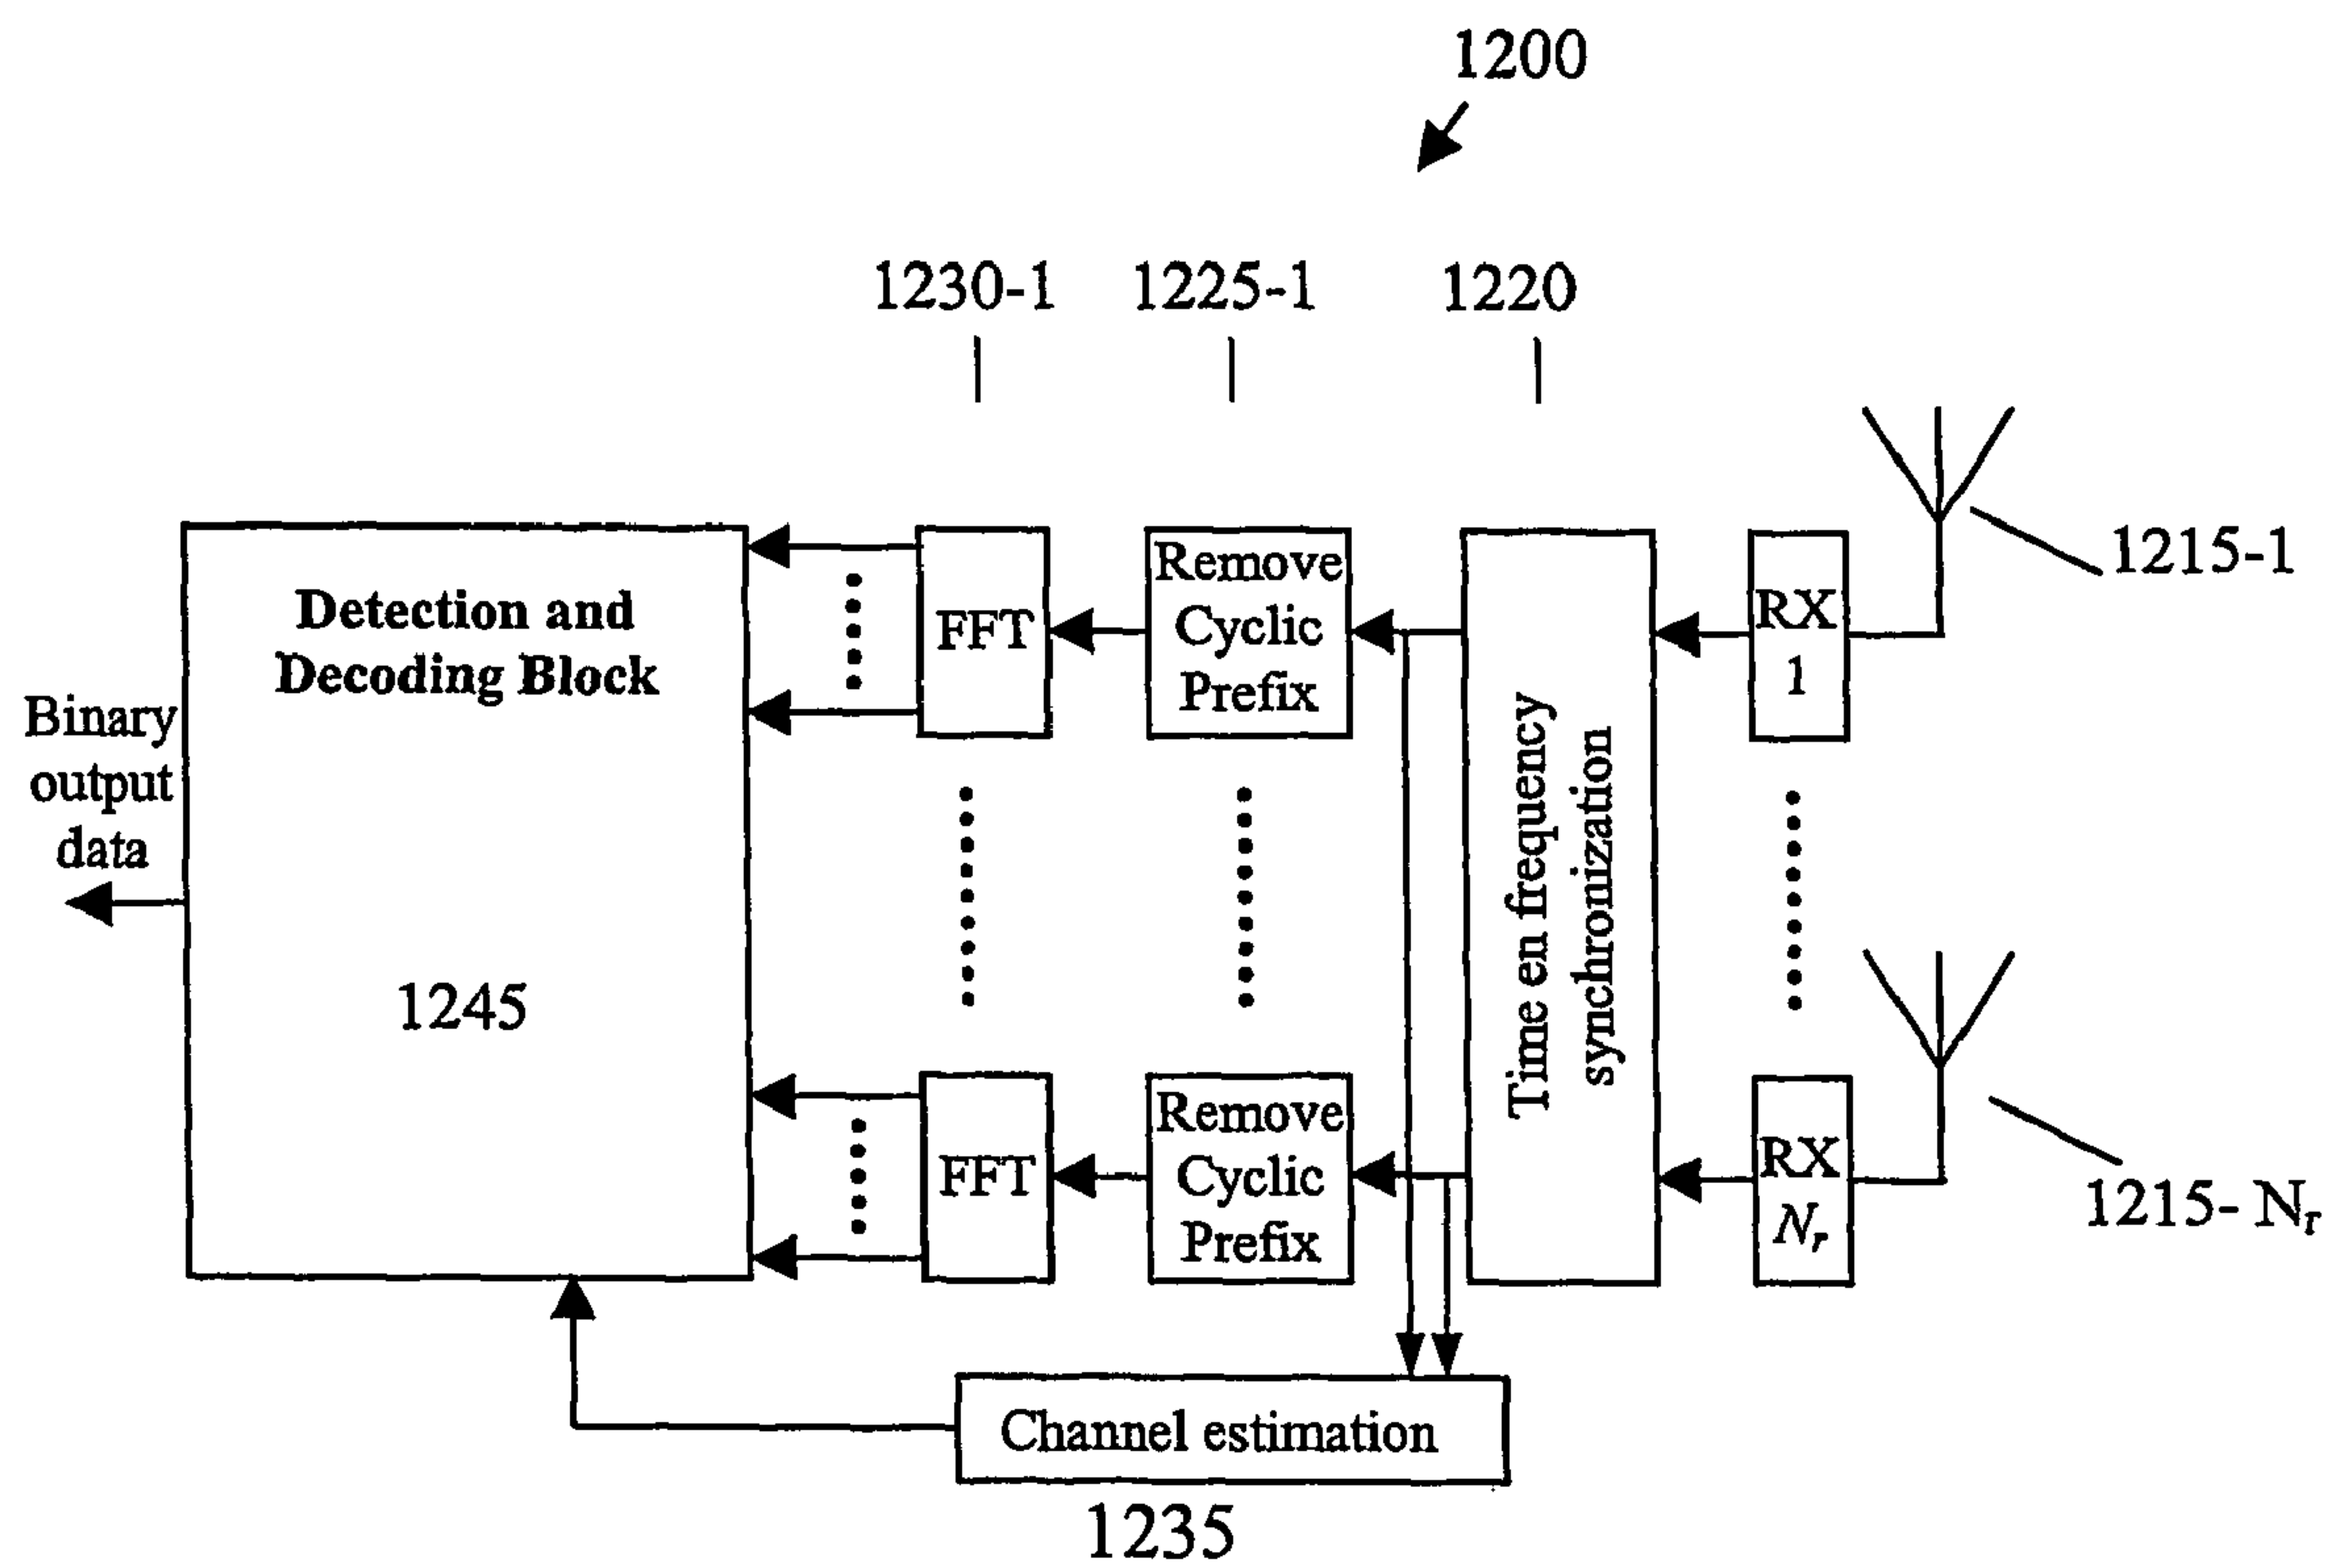 1200
1230-1
1225-1
1220
1215-1
Detection and
Decoding Block
FFT
Remove
Cyclic
Prefix
RX
1
Binary
output
data
Time en frequency
synchronization
1245
FFT
Remove
Cyclic
Prefix
RX
Nr
1215- Nr
Channel estimation
1235